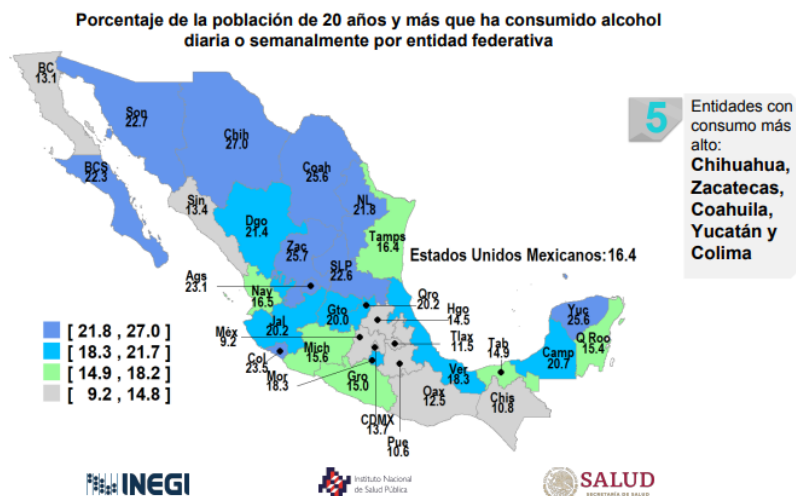 Porcentaje de la población de 20 años y más que ha consumido alcohol
diaria o semanalmente por entidad federativa
BC
13.1
Son
22.7
Chih
27.0
BCS
22.3
Coah
25.6
Sin
13.4
NL
21.8
Dgo
21.4
Tamps
16.4
Zac
25.7
SLP
22.6
Estados Unidos Mexicanos:16.4
Ags
23.1
Nay
16.5
Gto
20.0
Qro
20.2
Hgo
14.5
Jal
20.2
Méx
9.2
Mich
15.6
Tlax
11.5
Tab
14.9
Yuc
25.6
Q Roo
15.4
Camp
20.7
Col
23.5
Mor
18.3
Gro
15.0
Ver
18.3
CDMX
13.7
Pue
10.6
Oax
12.5
Chis
10.8
[ 21.8 , 27.0 ]
[ 18.3 , 21.7 ]
[ 14.9 , 18.2 ]
[ 9.2 , 14.8 ]
5
Entidades con
consumo más
alto:
Chihuahua,
Zacatecas,
Coahuila,
Yucatán y
Colima
INEGI
Instituto Nacional
de Salud Pública
SALUD
SECRETARÍA DE SALUD